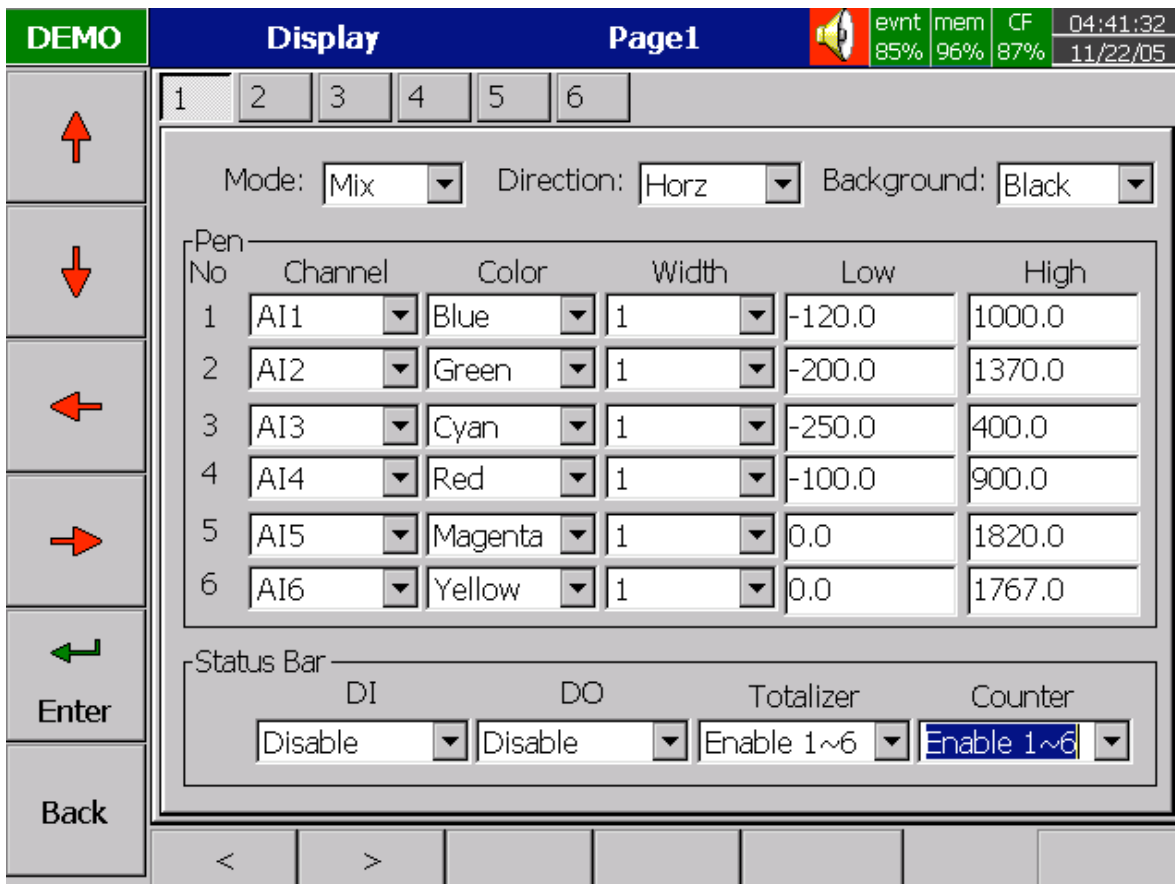 DEMO Display Page1 evnt mem CF 04:41:32
85% 96% 87% 11/22/05
1 2 3 4 5 6
Mode: Mix Direction: Horz Background: Black
Pen
No Channel Color Width Low High
1 AI1 Blue 1 -120.0 1000.0
2 AI2 Green 1 -200.0 1370.0
3 AI3 Cyan 1 -250.0 400.0
4 AI4 Red 1 -100.0 900.0
5 AI5 Magenta 1 0.0 1820.0
6 AI6 Yellow 1 0.0 1767.0
Status Bar
DI DO Totalizer Counter
Disable Disable Enable 1~6 Enable 1~6
Enter
Back
< >